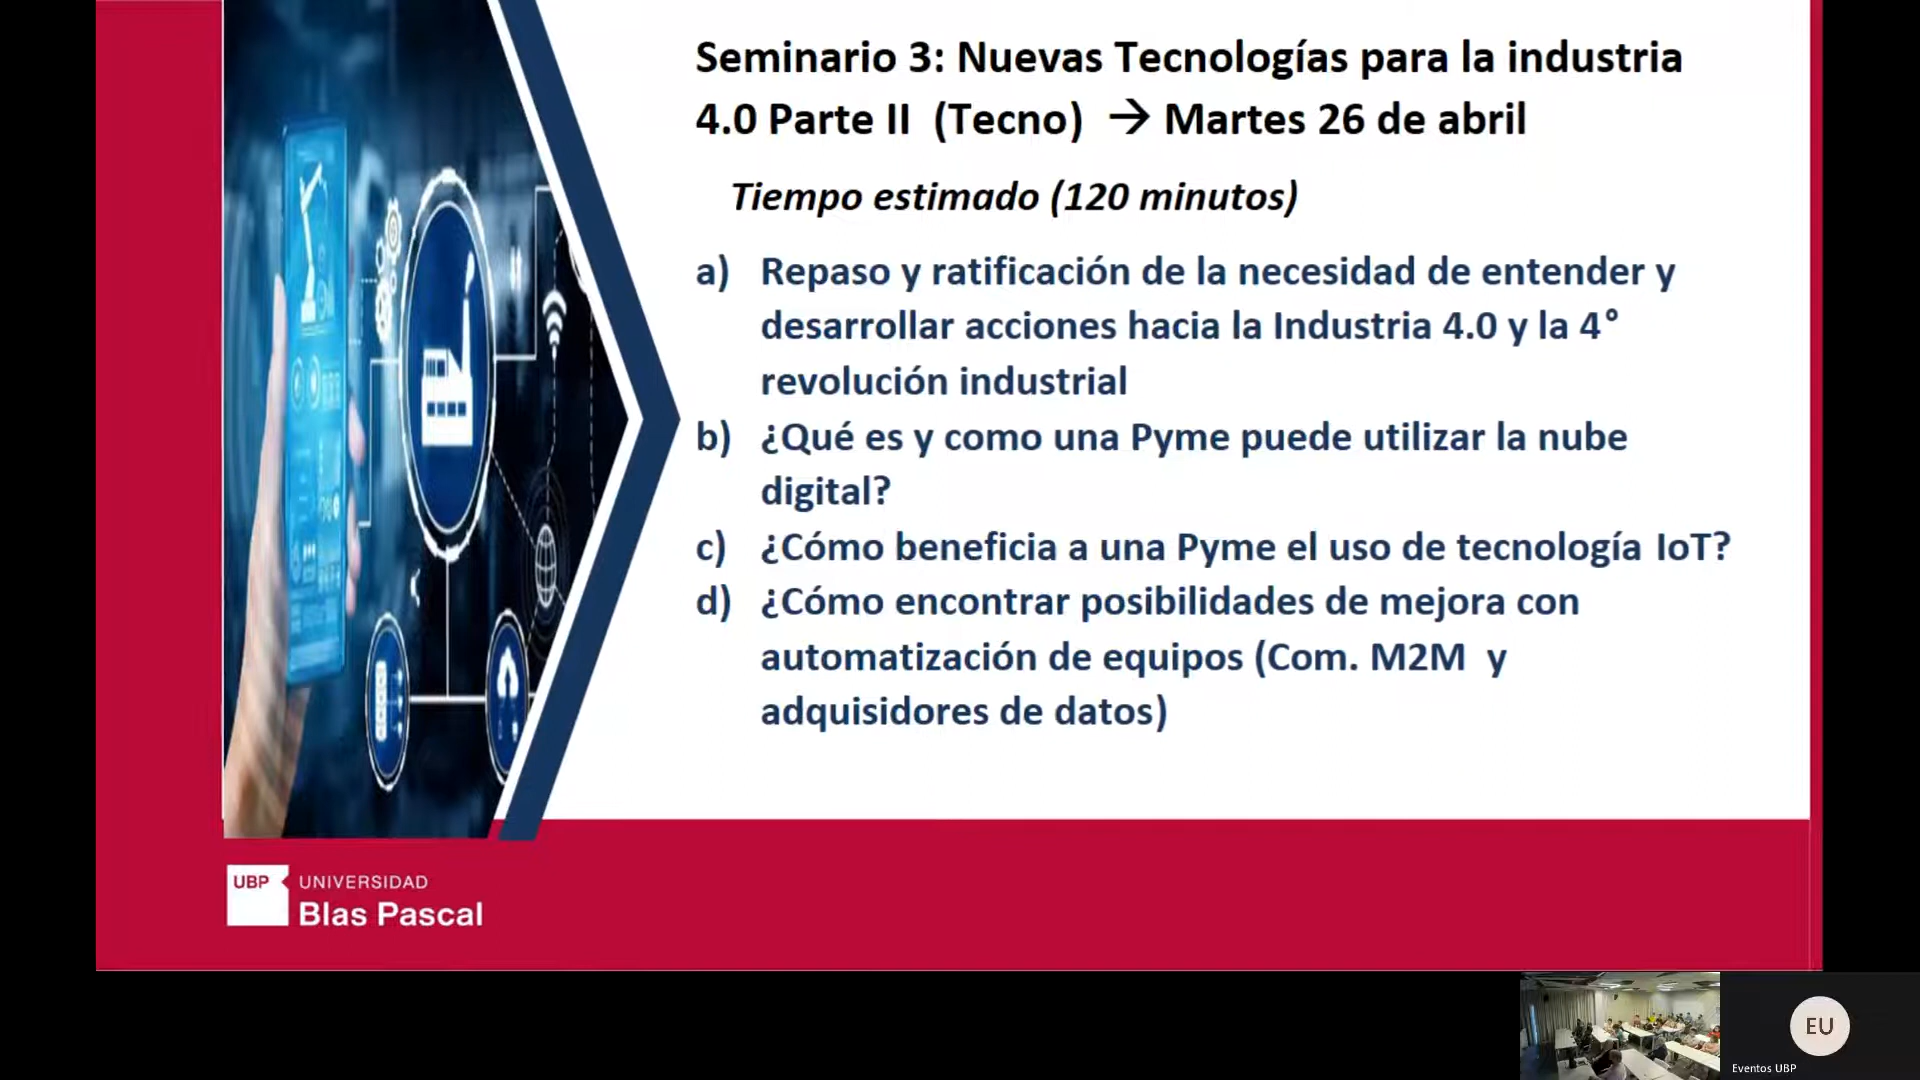 Seminario 3: Nuevas Tecnologías para la industria
4.0 Parte II (Tecno) → Martes 26 de abril
Tiempo estimado (120 minutos)
a) Repaso y ratificación de la necesidad de entender y
desarrollar acciones hacia la Industria 4.0 y la 4°
revolución industrial
b) ¿Qué es y como una Pyme puede utilizar la nube
digital?
c) ¿Cómo beneficia a una Pyme el uso de tecnología IoT?
d) ¿Cómo encontrar posibilidades de mejora con
automatización de equipos (Com. M2M y
adquisidores de datos)
UBP UNIVERSIDAD
Blas Pascal
EU
Eventos UBP